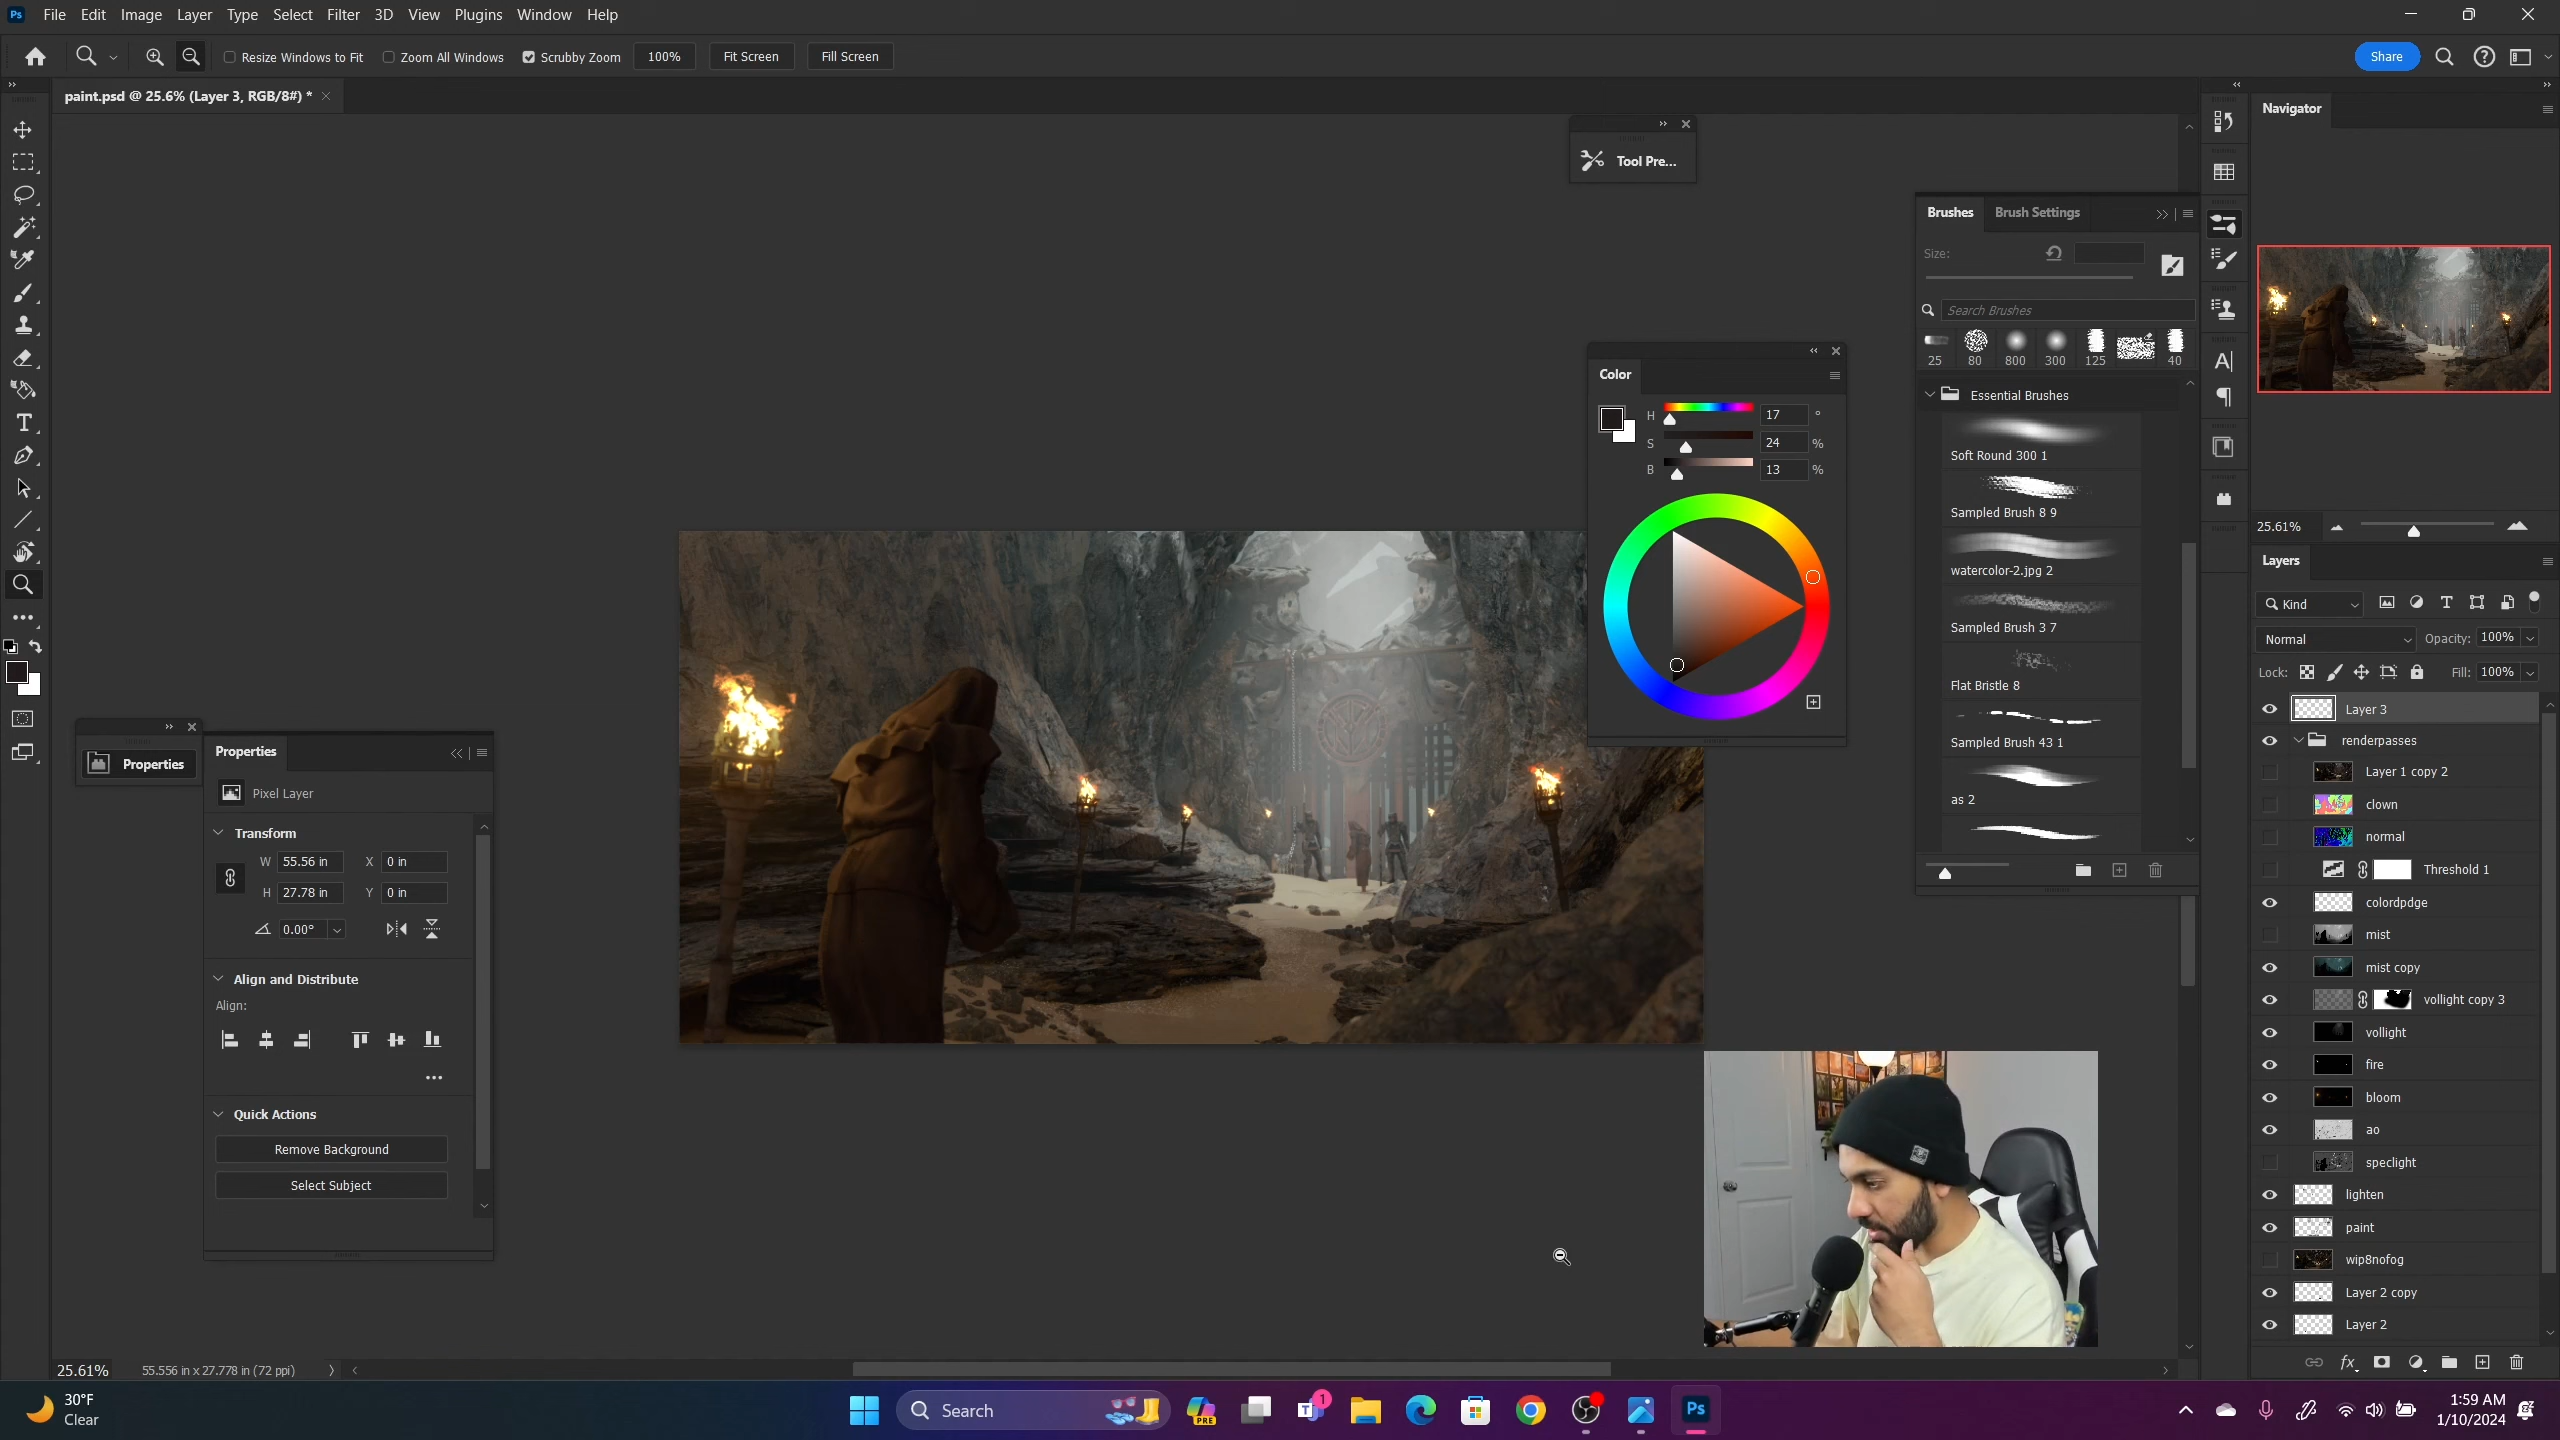 Ps File Edit Image Layer Type Select Filter 3D View Plugins Window Help
Resize Windows to Fit Zoom All Windows Scrubby Zoom 100% Fit Screen Fill Screen Share
paint.psd @ 25.6% (Layer 3, RGB/8#) *
Tool Pre...
Brushes Brush Settings
Size:
Search Brushes
25 80 800 300 125 40
Essential Brushes
Soft Round 300 1
Sampled Brush 8 9
watercolor-2.jpg 2
Sampled Brush 3 7
Flat Bristle 8
Sampled Brush 43 1
as 2
Color
H 17 °
S 24 %
B 13 %
Properties
Properties
Pixel Layer
Transform
W 55.56 in X 0 in
H 27.78 in Y 0 in
0.00°
Align and Distribute
Align:
Quick Actions
Remove Background
Select Subject
Navigator
25.61%
Layers
Kind
Normal Opacity: 100%
Lock: Fill: 100%
Layer 3
renderpasses
Layer 1 copy 2
clown
normal
Threshold 1
colordpdge
mist
mist copy
vollight copy 3
vollight
fire
bloom
ao
speclight
lighten
paint
wip8nofog
Layer 2 copy
Layer 2
fx
25.61% 55.556 in x 27.778 in (72 ppi)
30°F
Clear
Search
PRE
1
Ps
1:59 AM
1/10/2024